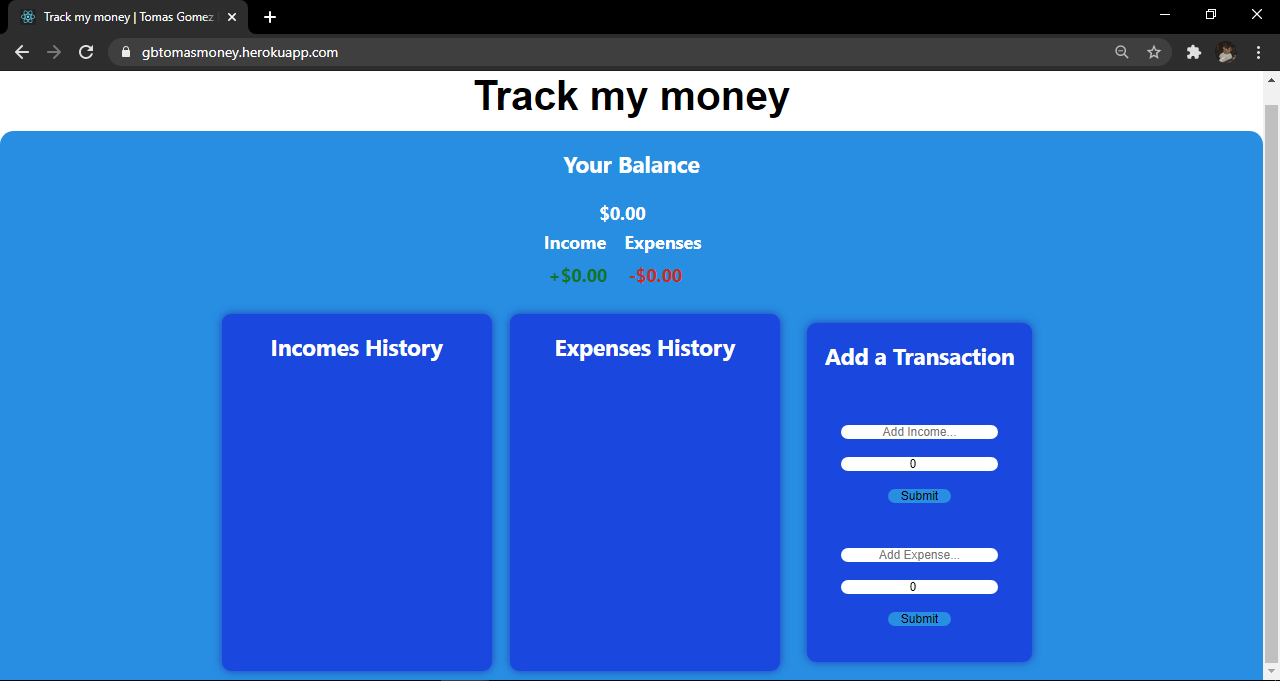 Track my money | Tomas Gomez
gbtomasmoney.herokuapp.com
Track my money
Your Balance
$0.00
Income Expenses
+$0.00 -$0.00
Incomes History
Expenses History
Add a Transaction
Add Income...
0
Submit
Add Expense...
0
Submit